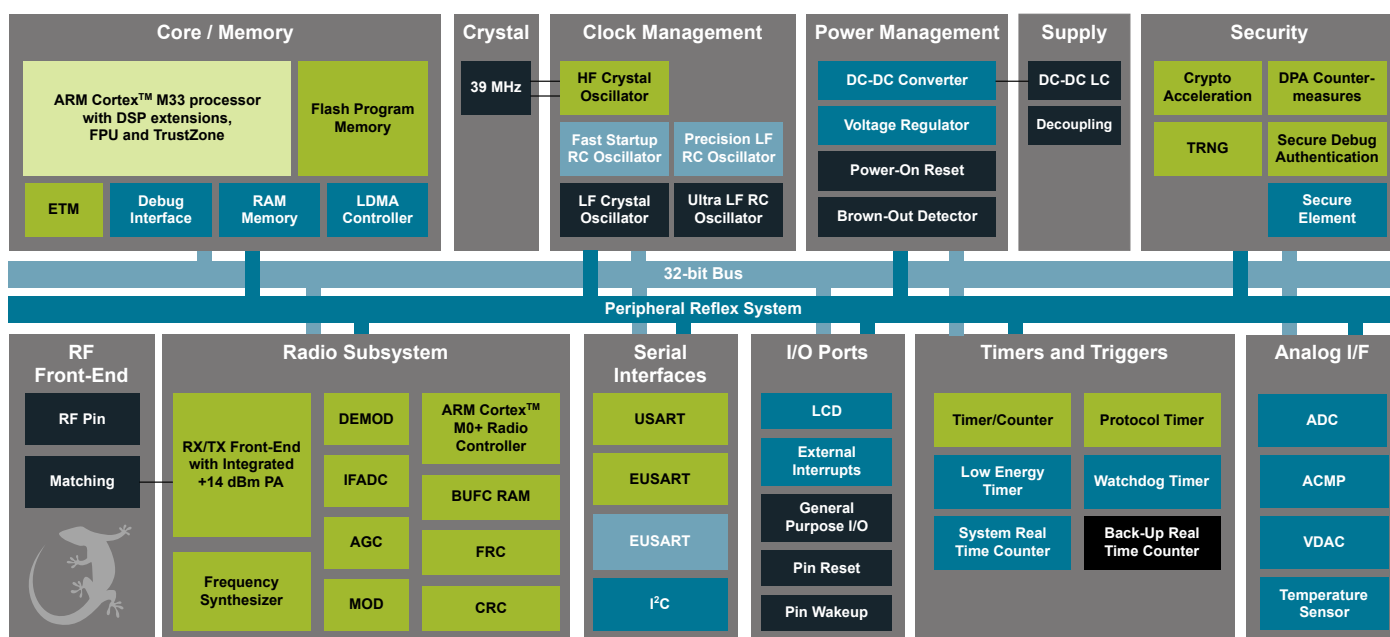 Core / Memory
ARM Cortex™ M33 processor
with DSP extensions,
FPU and TrustZone
Flash Program
Memory
ETM
Debug
Interface
RAM
Memory
LDMA
Controller
Crystal
39 MHz
Clock Management
HF Crystal
Oscillator
Fast Startup
RC Oscillator
Precision LF
RC Oscillator
LF Crystal
Oscillator
Ultra LF RC
Oscillator
Power Management
DC-DC Converter
Voltage Regulator
Power-On Reset
Brown-Out Detector
Supply
DC-DC LC
Decoupling
Security
Crypto
Acceleration
DPA Counter-
measures
TRNG
Secure Debug
Authentication
Secure
Element
32-bit Bus
Peripheral Reflex System
RF
Front-End
RF Pin
Matching
Radio Subsystem
RX/TX Front-End
with Integrated
+14 dBm PA
Frequency
Synthesizer
DEMOD
IFADC
AGC
MOD
ARM Cortex™
M0+ Radio
Controller
BUFC RAM
FRC
CRC
Serial
Interfaces
USART
EUSART
EUSART
I²C
I/O Ports
LCD
External
Interrupts
General
Purpose I/O
Pin Reset
Pin Wakeup
Timers and Triggers
Timer/Counter
Protocol Timer
Low Energy
Timer
Watchdog Timer
System Real
Time Counter
Back-Up Real
Time Counter
Analog I/F
ADC
ACMP
VDAC
Temperature
Sensor